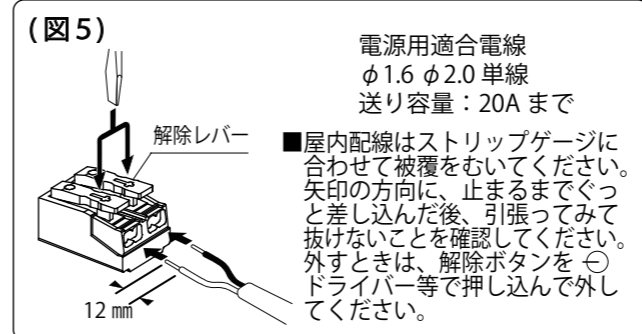 (図5)
電源用適合電線
φ1.6 φ2.0 単線
送り容量：20A まで
解除レバー
■屋内配線はストリップゲージに
合わせて被覆をむいてください。
矢印の方向に、止まるまでぐっ
と差し込んだ後、引張ってみて
抜けないことを確認してください。
外すときは、解除ボタンを ⊖
ドライバー等で押し込んで外し
てください。
12 ㎜